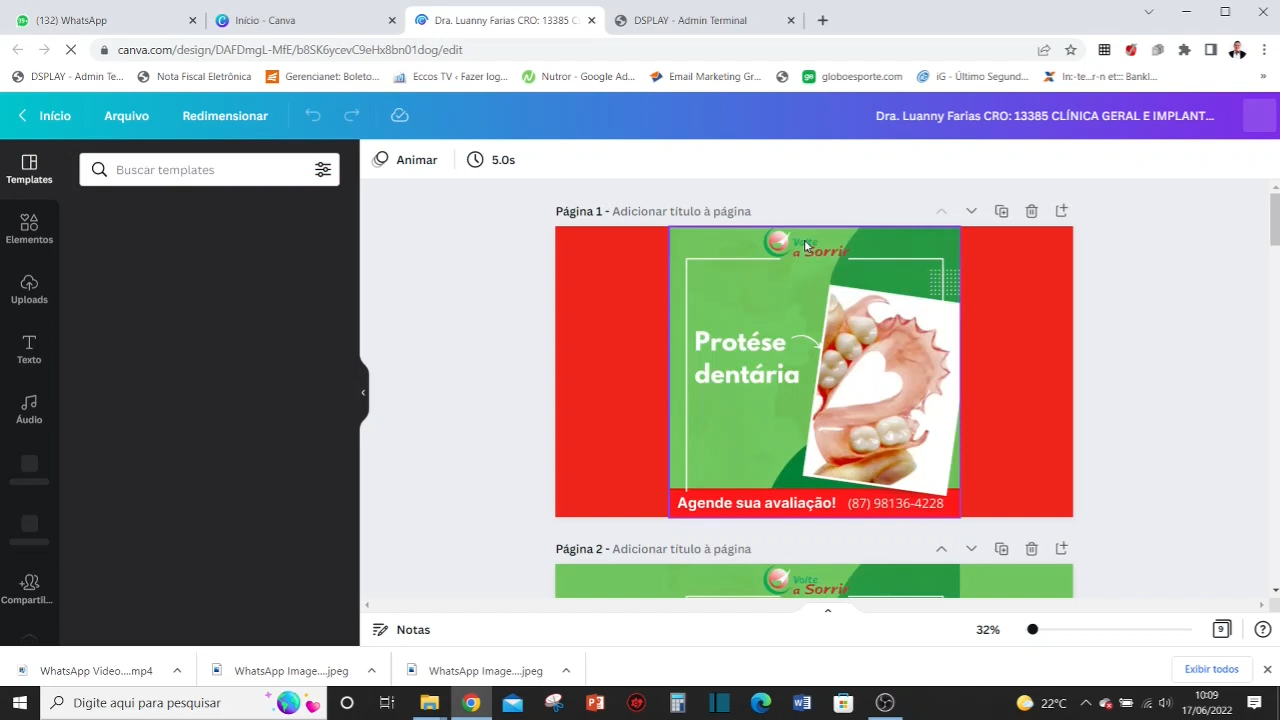 (132) WhatsApp
Início - Canva
Dra. Luanny Farias CRO: 13385 C
DSPLAY - Admin Terminal
canva.com/design/DAFDmgL-MfE/b8SK6ycevC9eHx8bn01dog/edit
DSPLAY - Admin Te...
Nota Fiscal Eletrônica
Gerencianet: Boleto...
Eccos TV ‹ Fazer log...
Nutror - Google Ad...
Email Marketing Gr...
globoesporte.com
iG - Último Segund...
»
Início
Arquivo
Redimensionar
Dra. Luanny Farias CRO: 13385 CLÍNICA GERAL E IMPLANT...
Templates
Buscar templates
Animar
5.0s
Elementos
Uploads
Texto
Áudio
Compartil...
Página 1 - Adicionar título à página
Volte
a Sorrir
Protése
dentária
Agende sua avaliação! (87) 98136-4228
Página 2 - Adicionar título à página
Volte
a Sorrir
Notas
32%
9
?
WhatsApp Video....mp4
WhatsApp Image....jpeg
WhatsApp Image....jpeg
Exibir todos
Digite aqui para pesquisar
22°C
10:09
17/06/2022